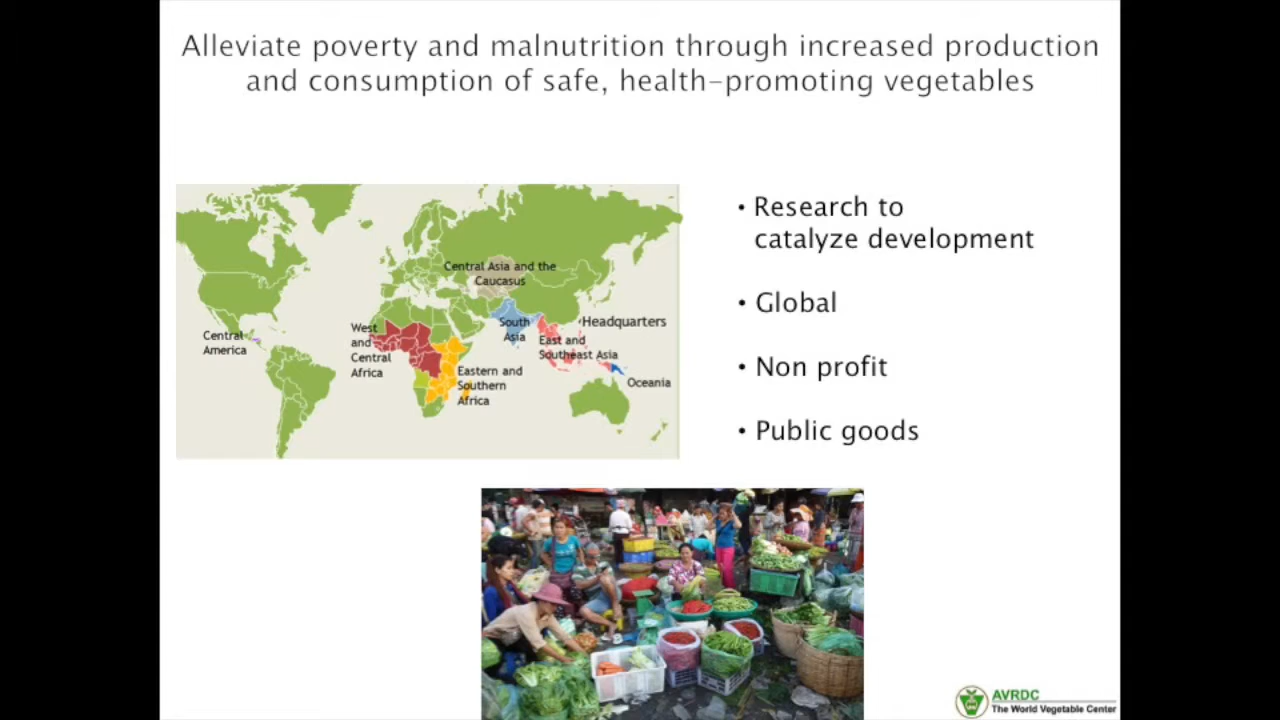 Alleviate poverty and malnutrition through increased production
and consumption of safe, health-promoting vegetables
Central Asia and the
Caucasus
Central
America
West
and
Central
Africa
South
Asia
Headquarters
East and
Southeast Asia
Eastern and
Southern
Africa
Oceania
• Research to
catalyze development
• Global
• Non profit
• Public goods
AVRDC
The World Vegetable Center